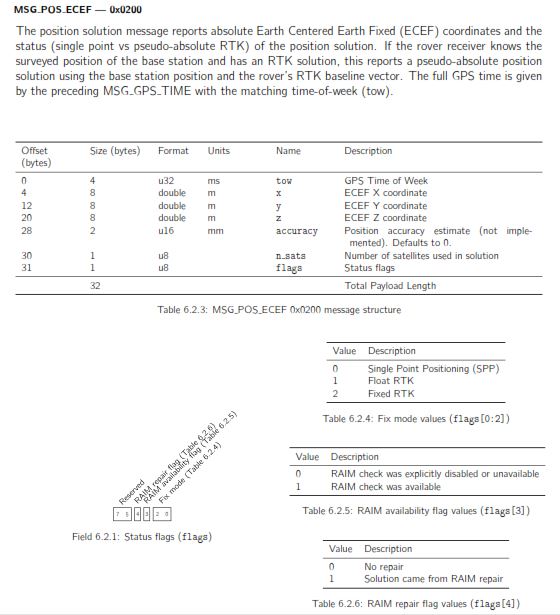 MSG_POS_ECEF — 0x0200
The position solution message reports absolute Earth Centered Earth Fixed (ECEF) coordinates and the
status (single point vs pseudo-absolute RTK) of the position solution. If the rover receiver knows the
surveyed position of the base station and has an RTK solution, this reports a pseudo-absolute position
solution using the base station position and the rover's RTK baseline vector. The full GPS time is given
by the preceding MSG_GPS_TIME with the matching time-of-week (tow).
Offset (bytes) Size (bytes) Format Units Name Description
0 4 u32 ms tow GPS Time of Week
4 8 double m x ECEF X coordinate
12 8 double m y ECEF Y coordinate
20 8 double m z ECEF Z coordinate
28 2 u16 mm accuracy Position accuracy estimate (not imple-
mented). Defaults to 0.
30 1 u8 n_sats Number of satellites used in solution
31 1 u8 flags Status flags
32 Total Payload Length
Table 6.2.3: MSG_POS_ECEF 0x0200 message structure
Value Description
0 Single Point Positioning (SPP)
1 Float RTK
2 Fixed RTK
Table 6.2.4: Fix mode values (flags[0:2])
Reserved
RAIM repair flag (Table 6.2.6)
RAIM availability flag (Table 6.2.5)
Fix mode (Table 6.2.4)
7 5 4 3 2 0
Field 6.2.1: Status flags (flags)
Value Description
0 RAIM check was explicitly disabled or unavailable
1 RAIM check was available
Table 6.2.5: RAIM availability flag values (flags[3])
Value Description
0 No repair
1 Solution came from RAIM repair
Table 6.2.6: RAIM repair flag values (flags[4])